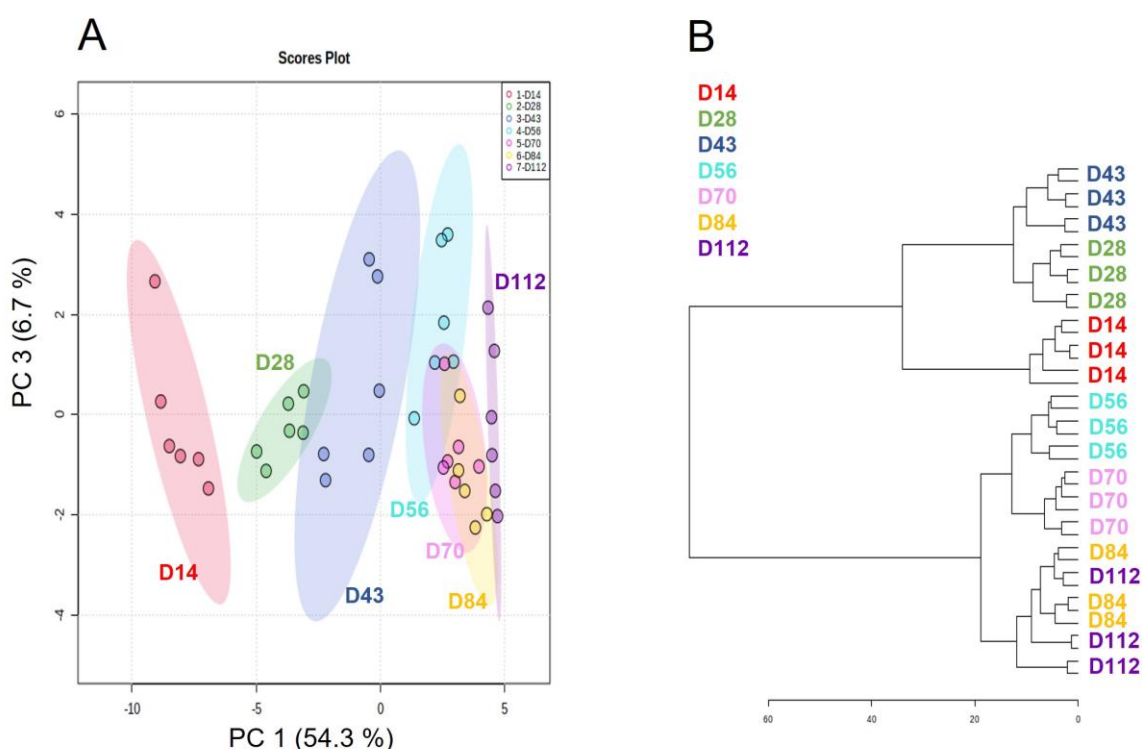 A
Scores Plot
1-D14
2-D28
3-D43
4-D56
5-D70
6-D84
7-D112
6
4
2
0
-2
-4
-10
-5
0
5
PC 3 (6.7 %)
PC 1 (54.3 %)
D14
D28
D43
D56
D70
D84
D112
B
D14
D28
D43
D56
D70
D84
D112
D43
D43
D43
D28
D28
D28
D14
D14
D14
D56
D56
D56
D70
D70
D70
D84
D112
D84
D84
D112
D112
60
40
20
0